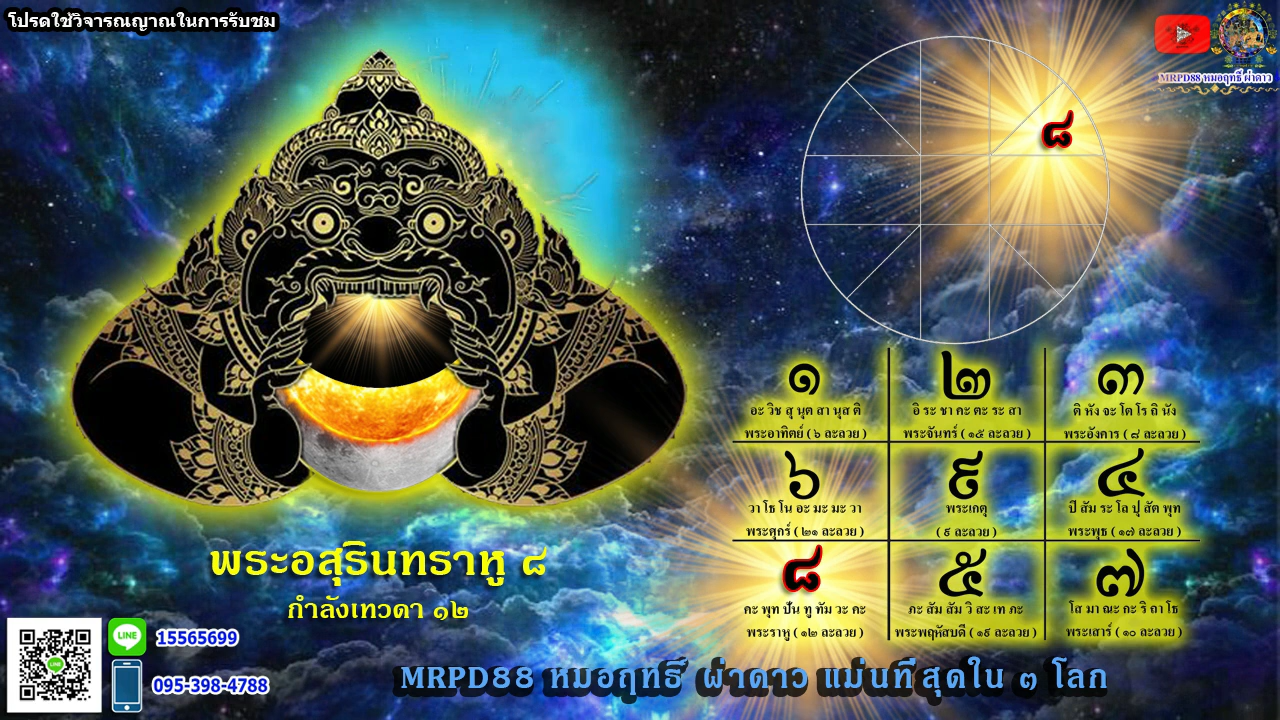 โปรดใช้วิจารณญาณในการรับชม
MRPD88 หมอฤทธิ์ ผ่าดาว
๘
๑ ๒ ๓
อะ วิช สุ นุต สา นุส ติ อิ ระ ชา คะ ตะ ระ สา ติ หัง จะ โต โร ถิ นัง
พระอาทิตย์ ( ๖ ละลวย ) พระจันทร์ ( ๑๕ ละลวย ) พระอังคาร ( ๘ ละลวย )
๖ ๙ ๔
วา โธ โน อะ มะ มะ วา พระเกตุ ปิ สัม ระ โล ปุ สัต พุท
พระศุกร์ ( ๒๑ ละลวย ) ( ๙ ละลวย ) พระพุธ ( ๑๗ ละลวย )
๘ ๕ ๗
คะ พุท ปัน ทู ทัม วะ คะ ภะ สัม สัม วิ สะ เท ภะ โส มา ณะ กะ ริ ถา โธ
พระราหู ( ๑๒ ละลวย ) พระพฤหัสบดี ( ๑๙ ละลวย ) พระเสาร์ ( ๑๐ ละลวย )
พระอสุรินทราหู ๘
กำลังเทวดา ๑๒
LINE 15565699
095-398-4788
MRPD88 หมอฤทธิ์ ผ่าดาว แม่นที่สุดใน ๓ โลก